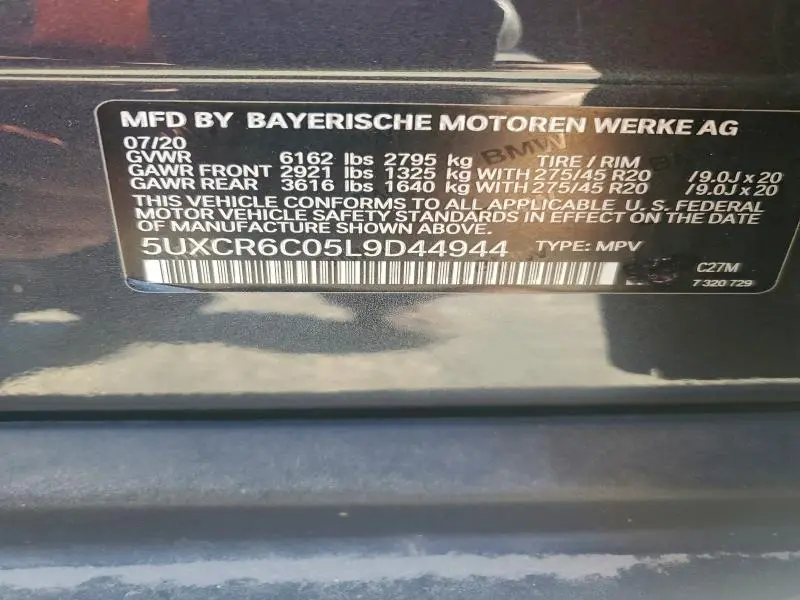 MFD BY BAYERISCHE MOTOREN WERKE AG
07/20
GVWR 6162 lbs 2795 kg TIRE / RIM
GAWR FRONT 2921 lbs 1325 kg WITH 275/45 R20 /9.0J x 20
GAWR REAR 3616 lbs 1640 kg WITH 275/45 R20 /9.0J x 20
THIS VEHICLE CONFORMS TO ALL APPLICABLE U. S. FEDERAL
MOTOR VEHICLE SAFETY STANDARDS IN EFFECT ON THE DATE
OF MANUFACTURE SHOWN ABOVE.
5UXCR6C05L9D44944 TYPE: MPV
C27M
7 320 729
BMW